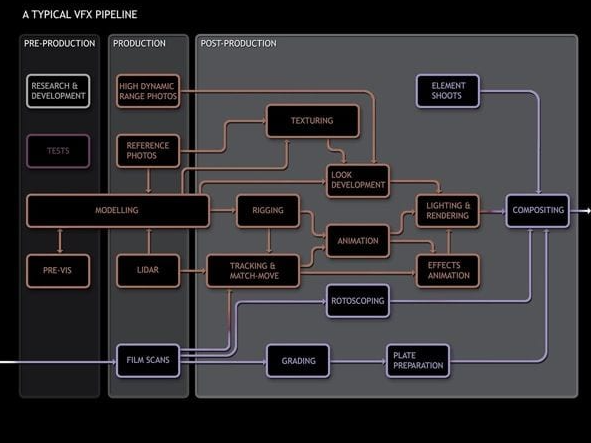 A TYPICAL VFX PIPELINE
PRE-PRODUCTION
PRODUCTION
POST-PRODUCTION
RESEARCH &
DEVELOPMENT
HIGH DYNAMIC
RANGE PHOTOS
ELEMENT
SHOOTS
TEXTURING
TESTS
REFERENCE
PHOTOS
LOOK
DEVELOPMENT
MODELLING
RIGGING
LIGHTING &
RENDERING
COMPOSITING
ANIMATION
PRE-VIS
LIDAR
TRACKING &
MATCH-MOVE
EFFECTS
ANIMATION
ROTOSCOPING
FILM SCANS
GRADING
PLATE
PREPARATION